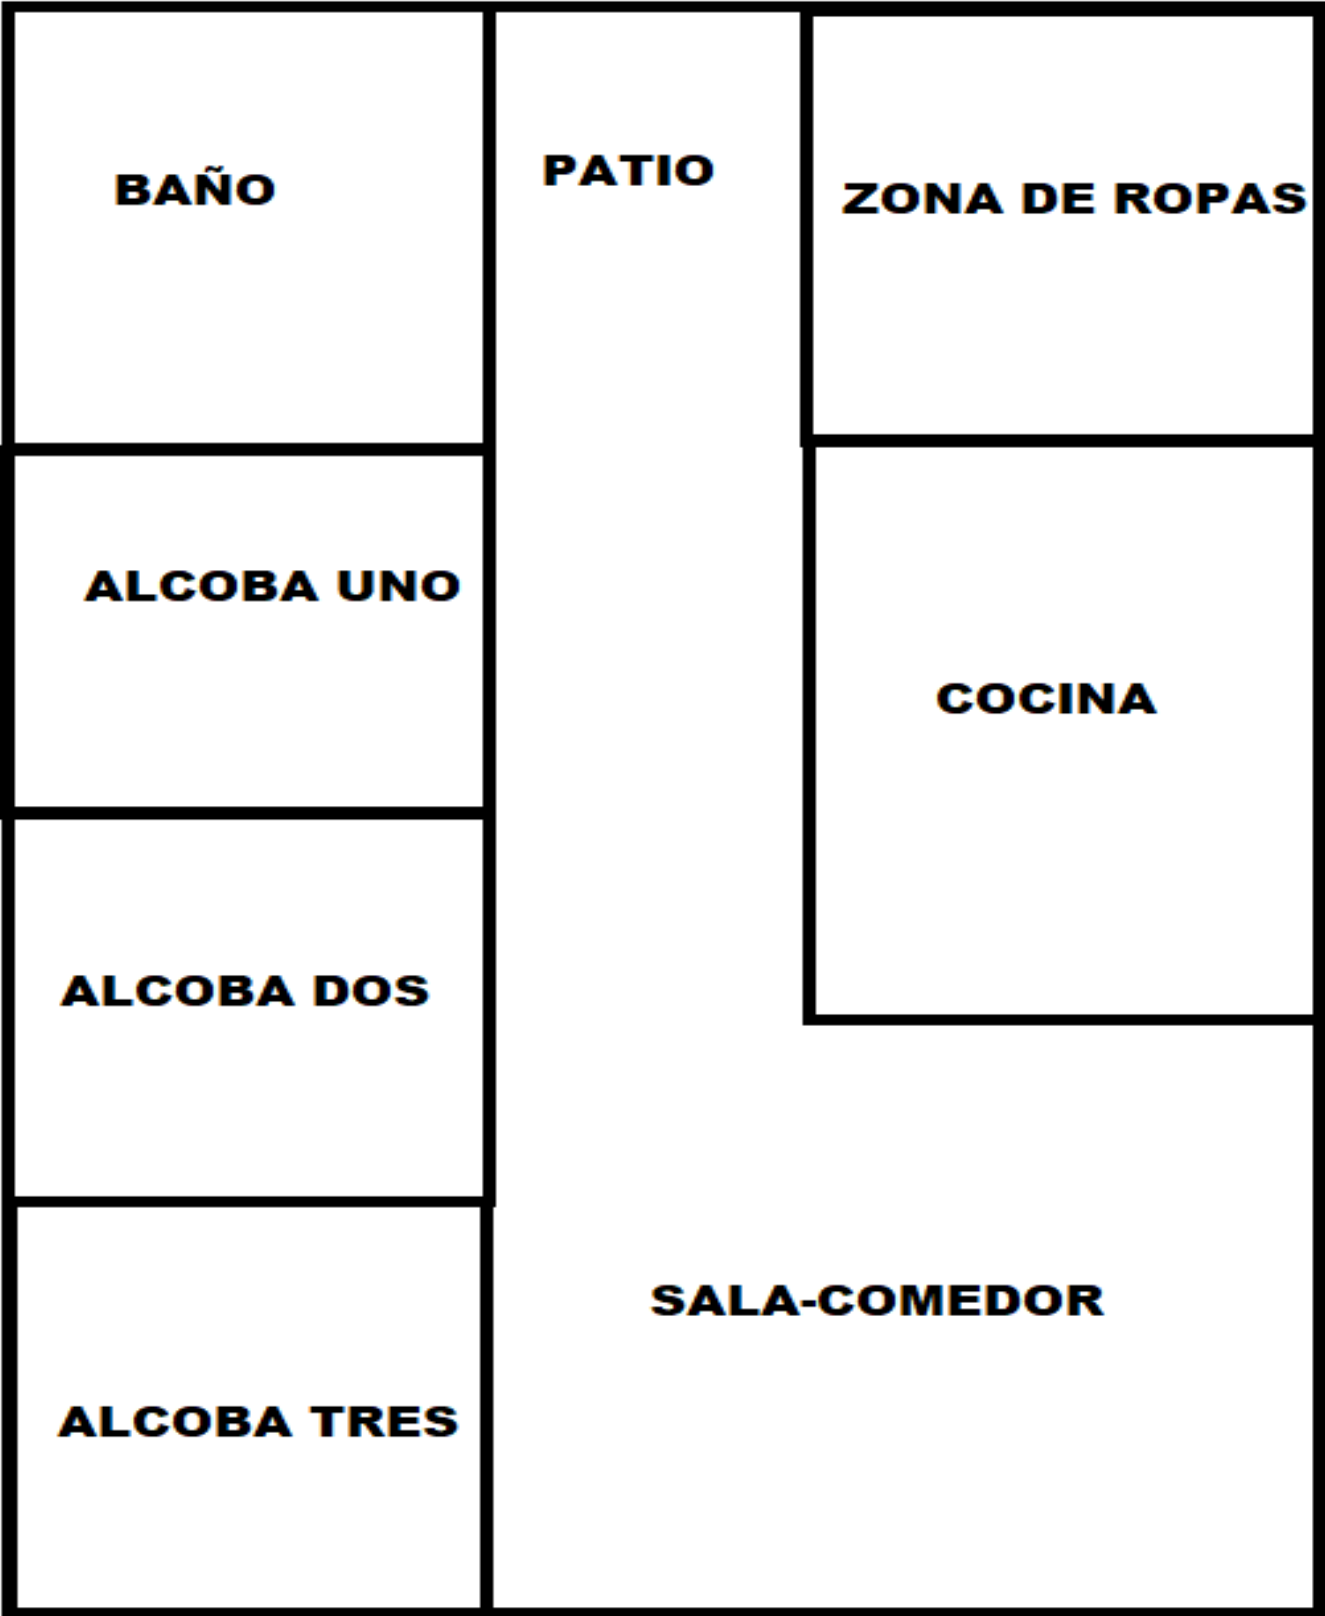 BAÑO
PATIO
ZONA DE ROPAS
ALCOBA UNO
COCINA
ALCOBA DOS
SALA-COMEDOR
ALCOBA TRES